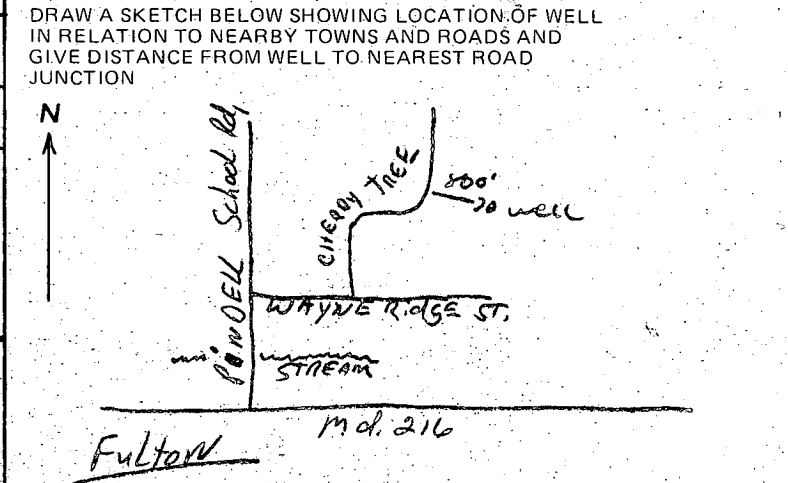 DRAW A SKETCH BELOW SHOWING LOCATION OF WELL
IN RELATION TO NEARBY TOWNS AND ROADS AND
GIVE DISTANCE FROM WELL TO NEAREST ROAD
JUNCTION
N
PINDELL School Rd,
CHERRY TREE
800'
to well
WAYNE RidgE ST.
STREAM
Md. 216
FultoN